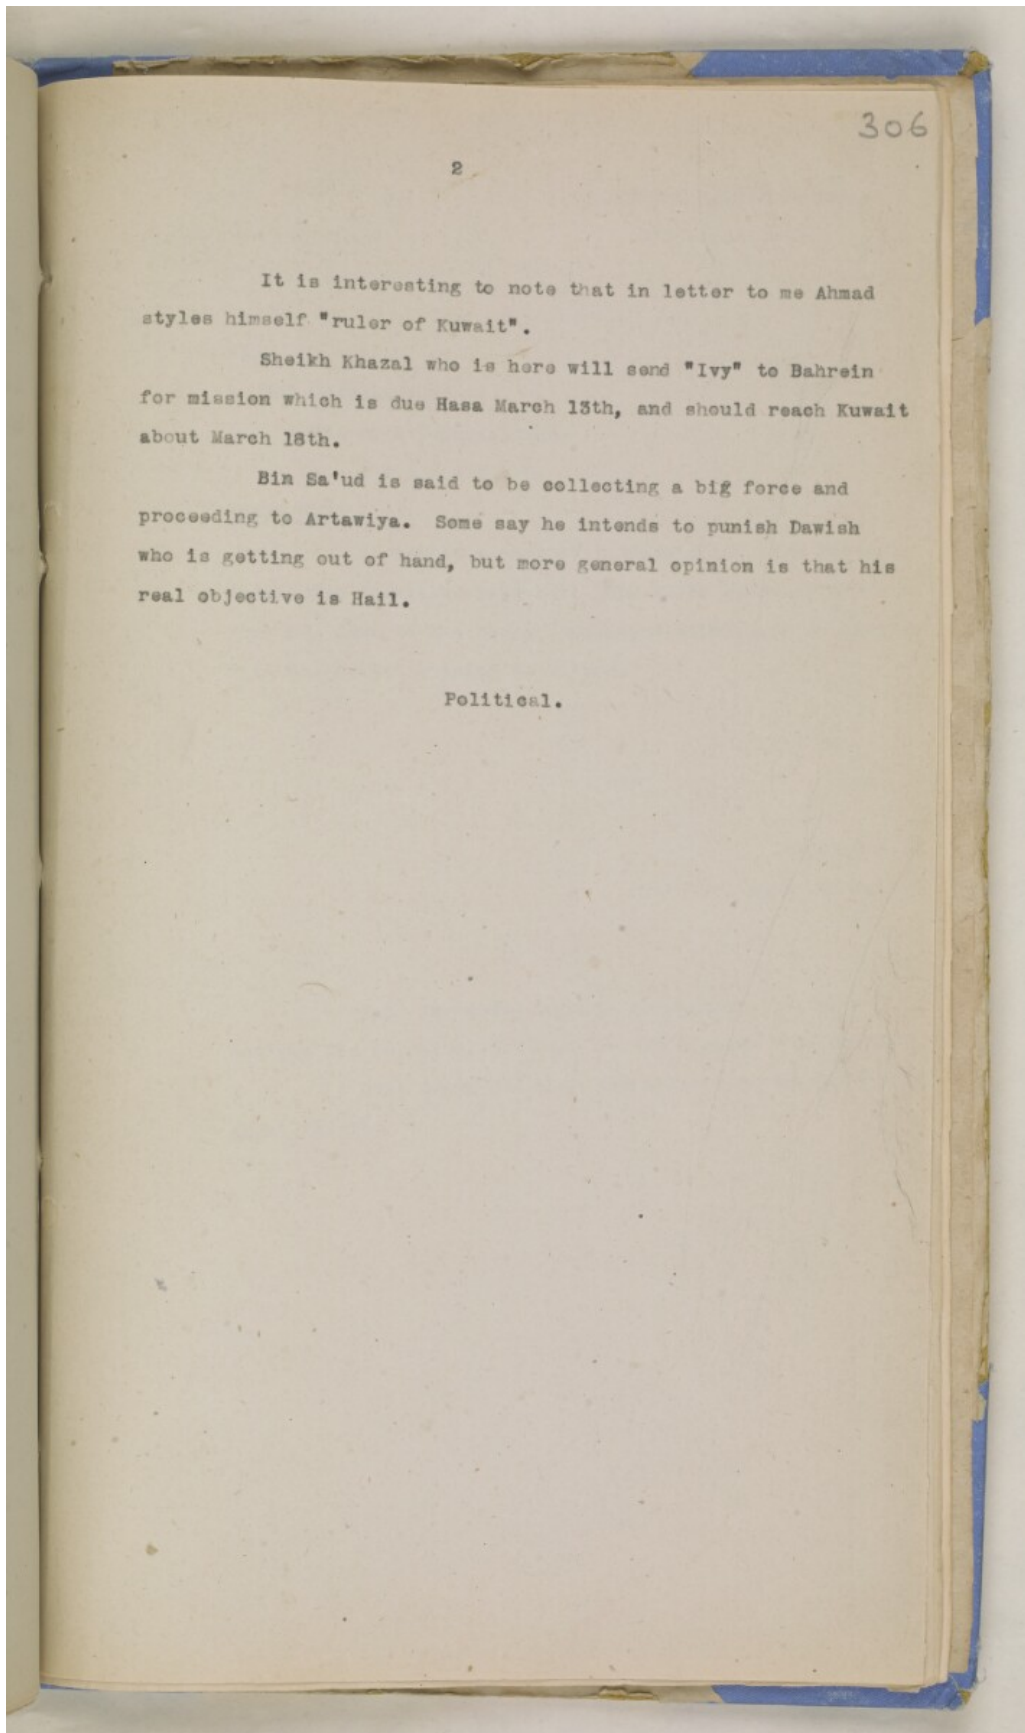 306
2
It is interesting to note that in letter to me Ahmad
styles himself "ruler of Kuwait".
Sheikh Khazal who is here will send "Ivy" to Bahrein
for mission which is due Hasa March 13th, and should reach Kuwait
about March 18th.
Bin Sa'ud is said to be collecting a big force and
proceeding to Artawiya. Some say he intends to punish Dawish
who is getting out of hand, but more general opinion is that his
real objective is Hail.
Political.